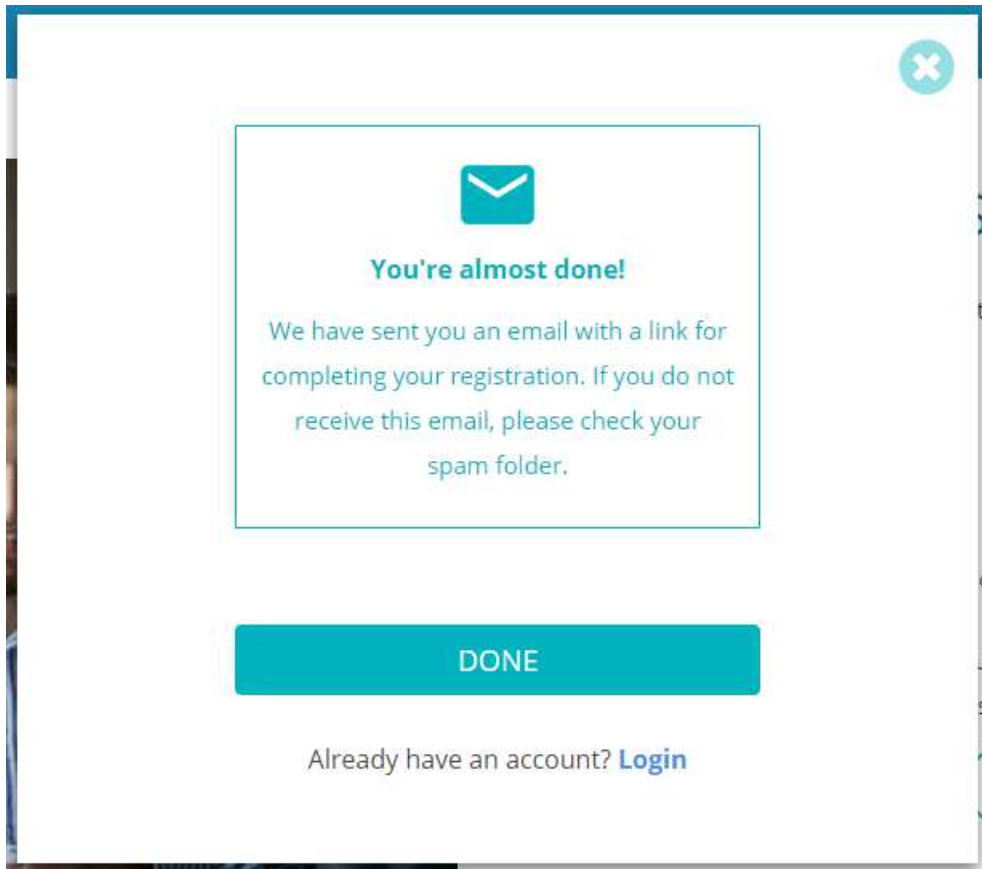 You're almost done!
We have sent you an email with a link for
completing your registration. If you do not
receive this email, please check your
spam folder.
DONE
Already have an account? Login